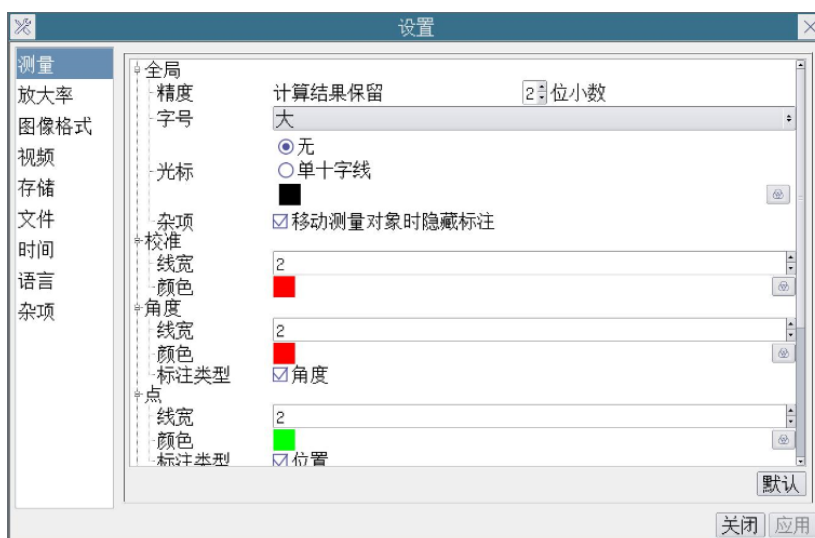 设置
测量
放大率
图像格式
视频
存储
文件
时间
语言
杂项
全局
精度 计算结果保留 2 位小数
字号 大
无
光标 单十字线
杂项 移动测量对象时隐藏标注
校准
线宽 2
颜色
角度
线宽 2
颜色
标注类型 角度
点
线宽 2
颜色
标注类型 位置
默认
关闭 应用